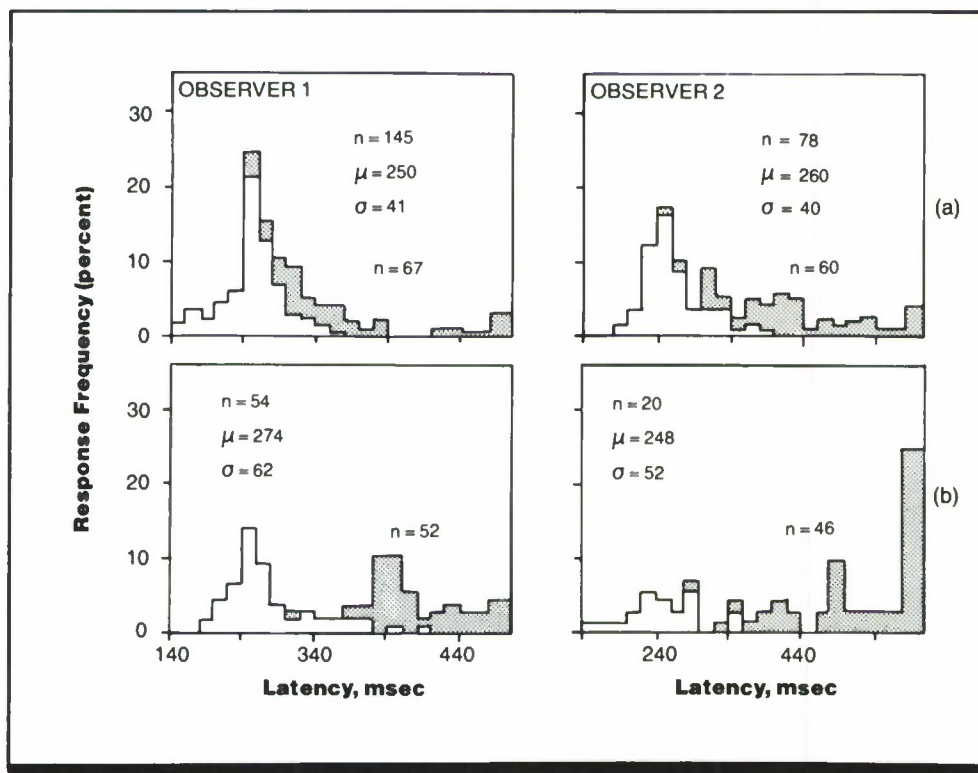 OBSERVER 1
n = 145
μ = 250
σ = 41
n = 67
OBSERVER 2
n = 78
μ = 260
σ = 40
n = 60
(a)
30
20
10
0
Response Frequency (percent)
n = 54
μ = 274
σ = 62
n = 52
n = 20
μ = 248
σ = 52
n = 46
(b)
30
20
10
0
140
340
440
240
440
Latency, msec
Latency, msec